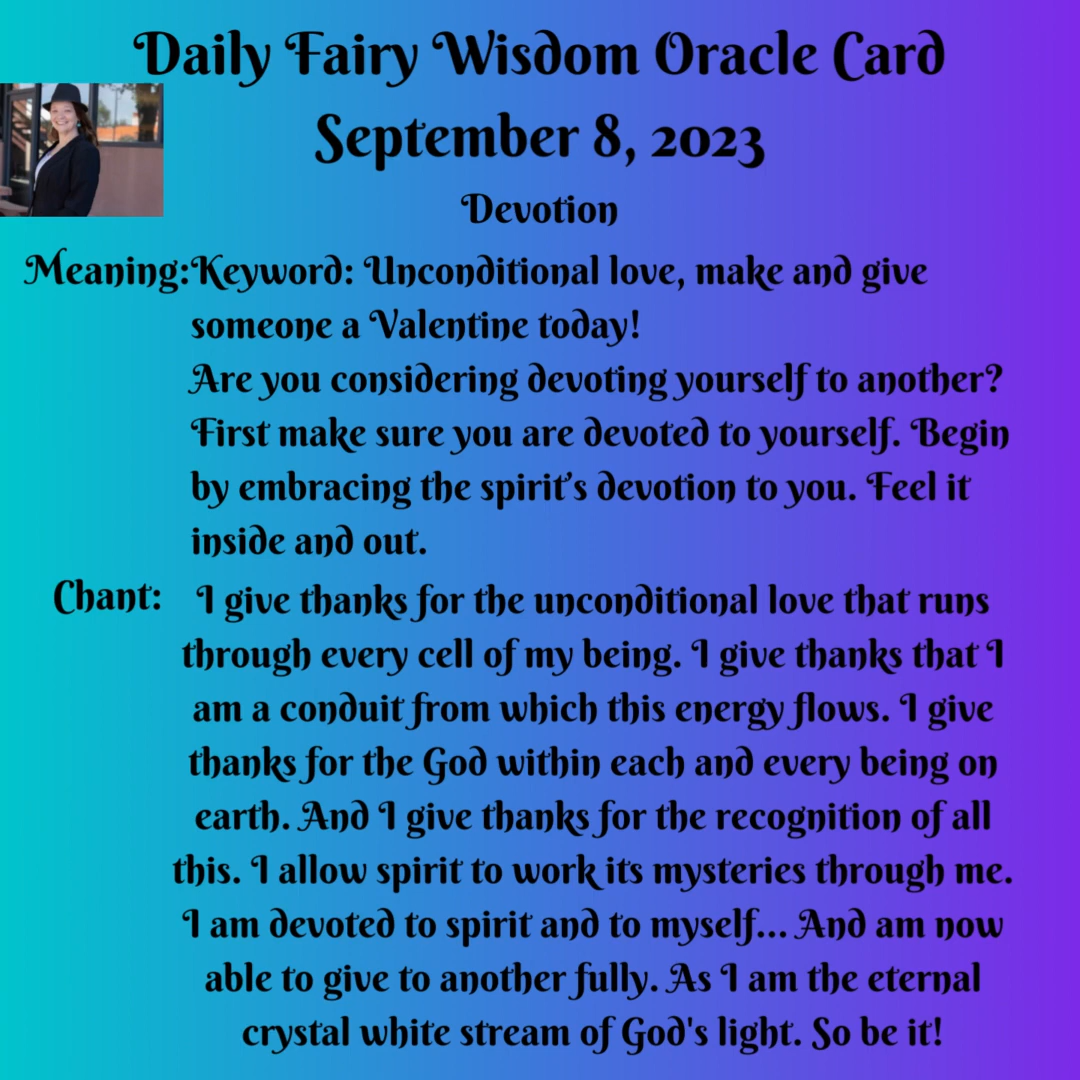 Daily Fairy Wisdom Oracle Card
September 8, 2023
Devotion
Meaning:Keyword: Unconditional love, make and give
someone a Valentine today!
Are you considering devoting yourself to another?
First make sure you are devoted to yourself. Begin
by embracing the spirit’s devotion to you. Feel it
inside and out.
Chant: I give thanks for the unconditional love that runs
through every cell of my being. I give thanks that I
am a conduit from which this energy flows. I give
thanks for the God within each and every being on
earth. And I give thanks for the recognition of all
this. I allow spirit to work its mysteries through me.
I am devoted to spirit and to myself... And am now
able to give to another fully. As I am the eternal
crystal white stream of God's light. So be it!